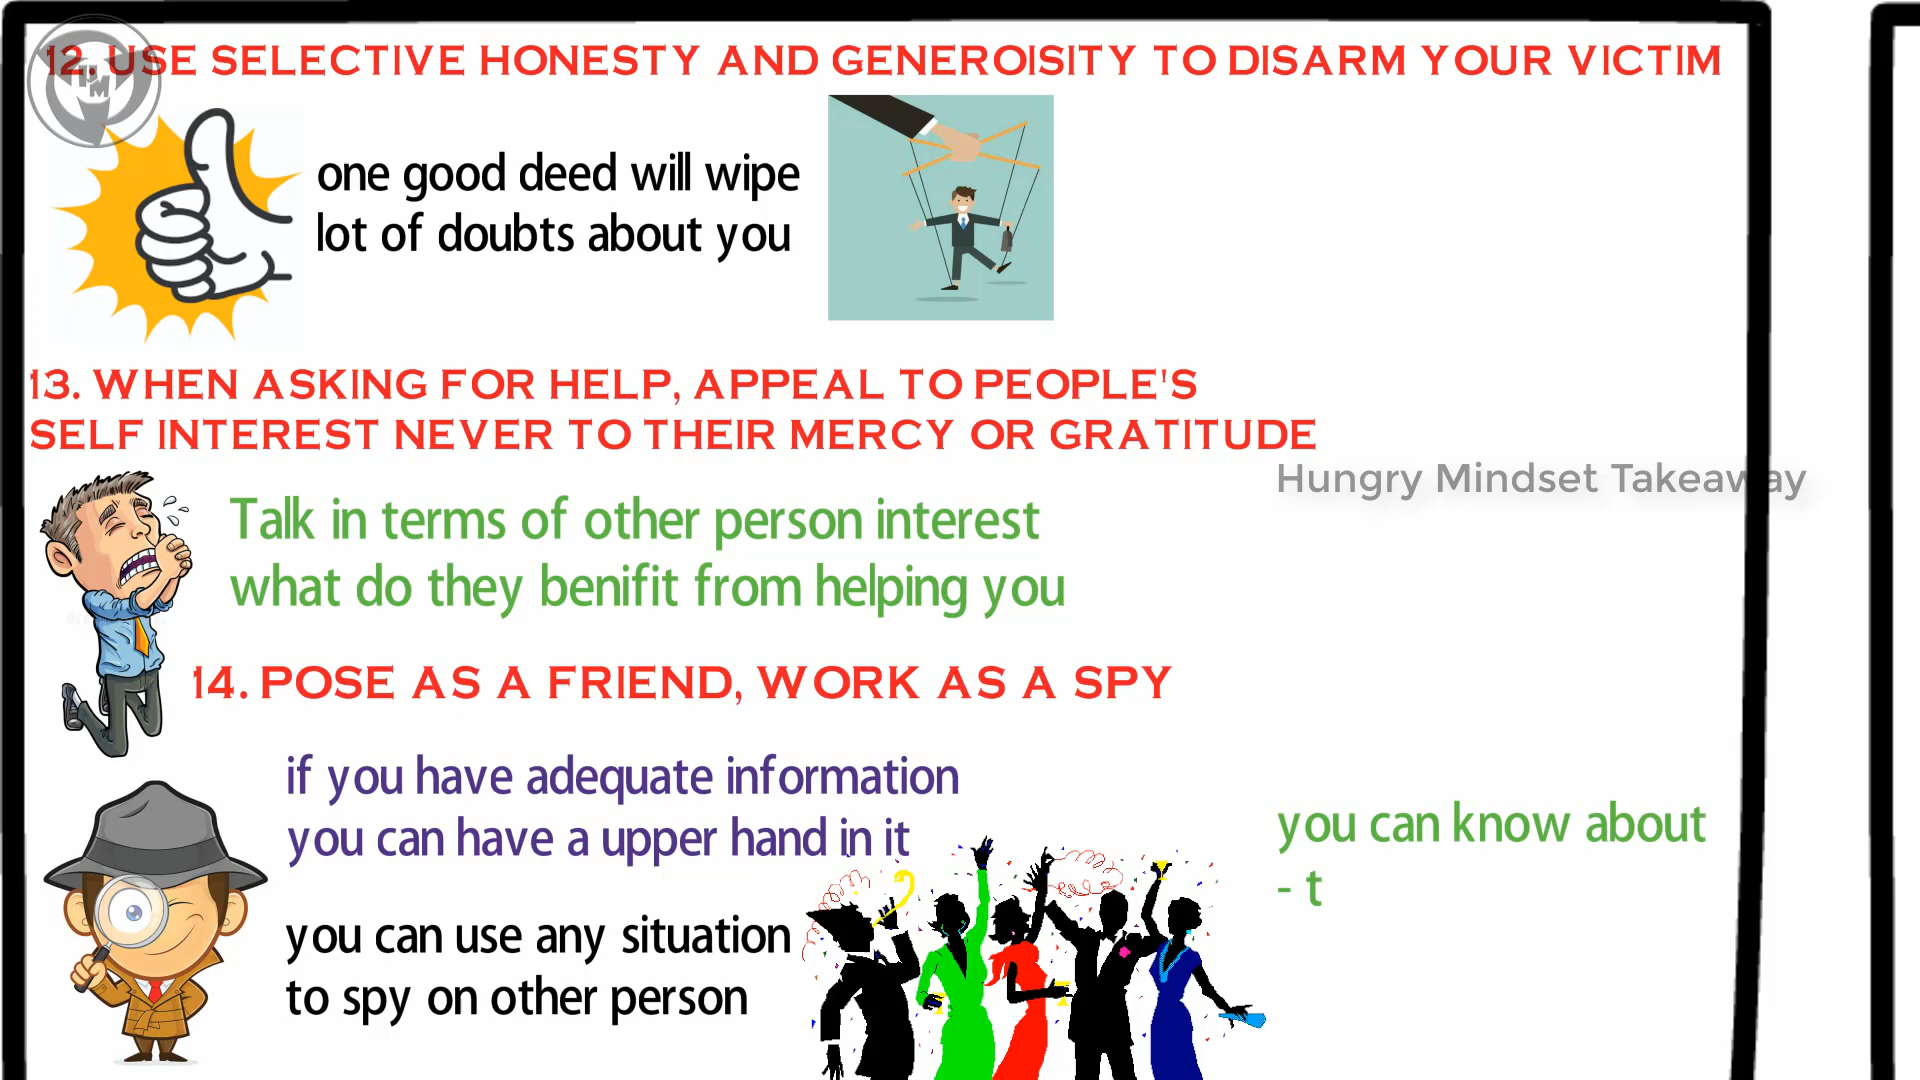 12. USE SELECTIVE HONESTY AND GENEROISITY TO DISARM YOUR VICTIM
one good deed will wipe
lot of doubts about you
13. WHEN ASKING FOR HELP, APPEAL TO PEOPLE'S
SELF INTEREST NEVER TO THEIR MERCY OR GRATITUDE
Hungry Mindset Takeaway
Talk in terms of other person interest
what do they benifit from helping you
14. POSE AS A FRIEND, WORK AS A SPY
if you have adequate information
you can have a upper hand in it
you can know about
- t
you can use any situation
to spy on other person